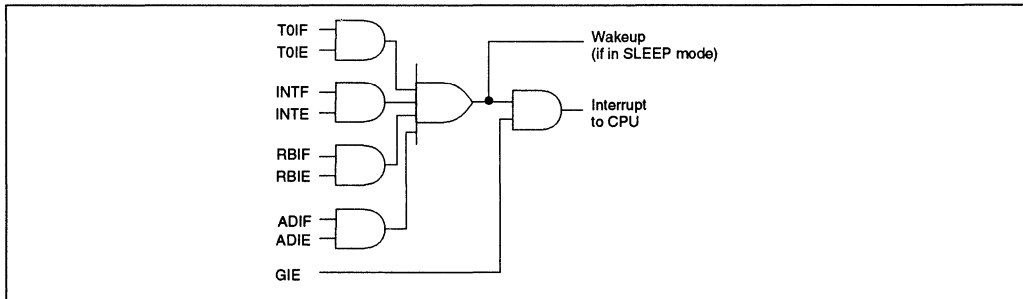 T0IF
T0IE
Wakeup
(if in SLEEP mode)
INTF
INTE
Interrupt
to CPU
RBIF
RBIE
ADIF
ADIE
GIE